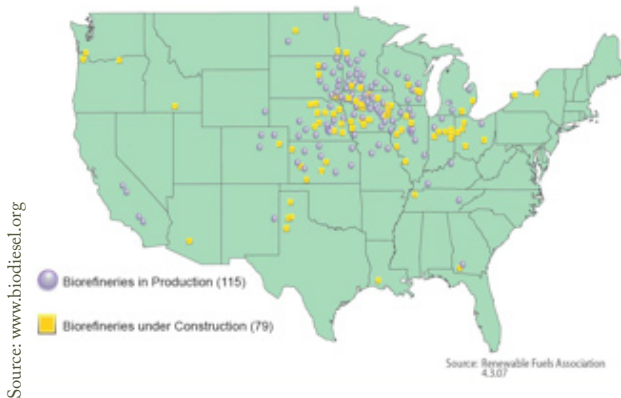 Source: www.biodiesel.org
Biorefineries in Production (115)
Biorefineries under Construction (79)
Source: Renewable Fuels Association
4.3.07